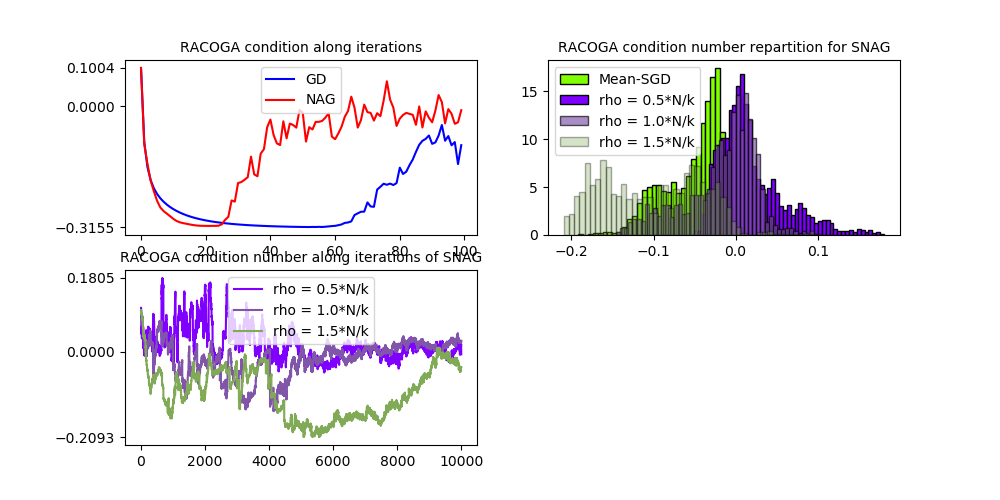 RACOGA condition along iterations
0.1004
0.0000
−0.3155
GD
NAG
0 20 40 60 80 100
RACOGA condition number repartition for SNAG
15
10
5
0
Mean-SGD
rho = 0.5*N/k
rho = 1.0*N/k
rho = 1.5*N/k
−0.2 −0.1 0.0 0.1
RACOGA condition number along iterations of SNAG
0.1805
0.0000
−0.2093
rho = 0.5*N/k
rho = 1.0*N/k
rho = 1.5*N/k
0 2000 4000 6000 8000 10000